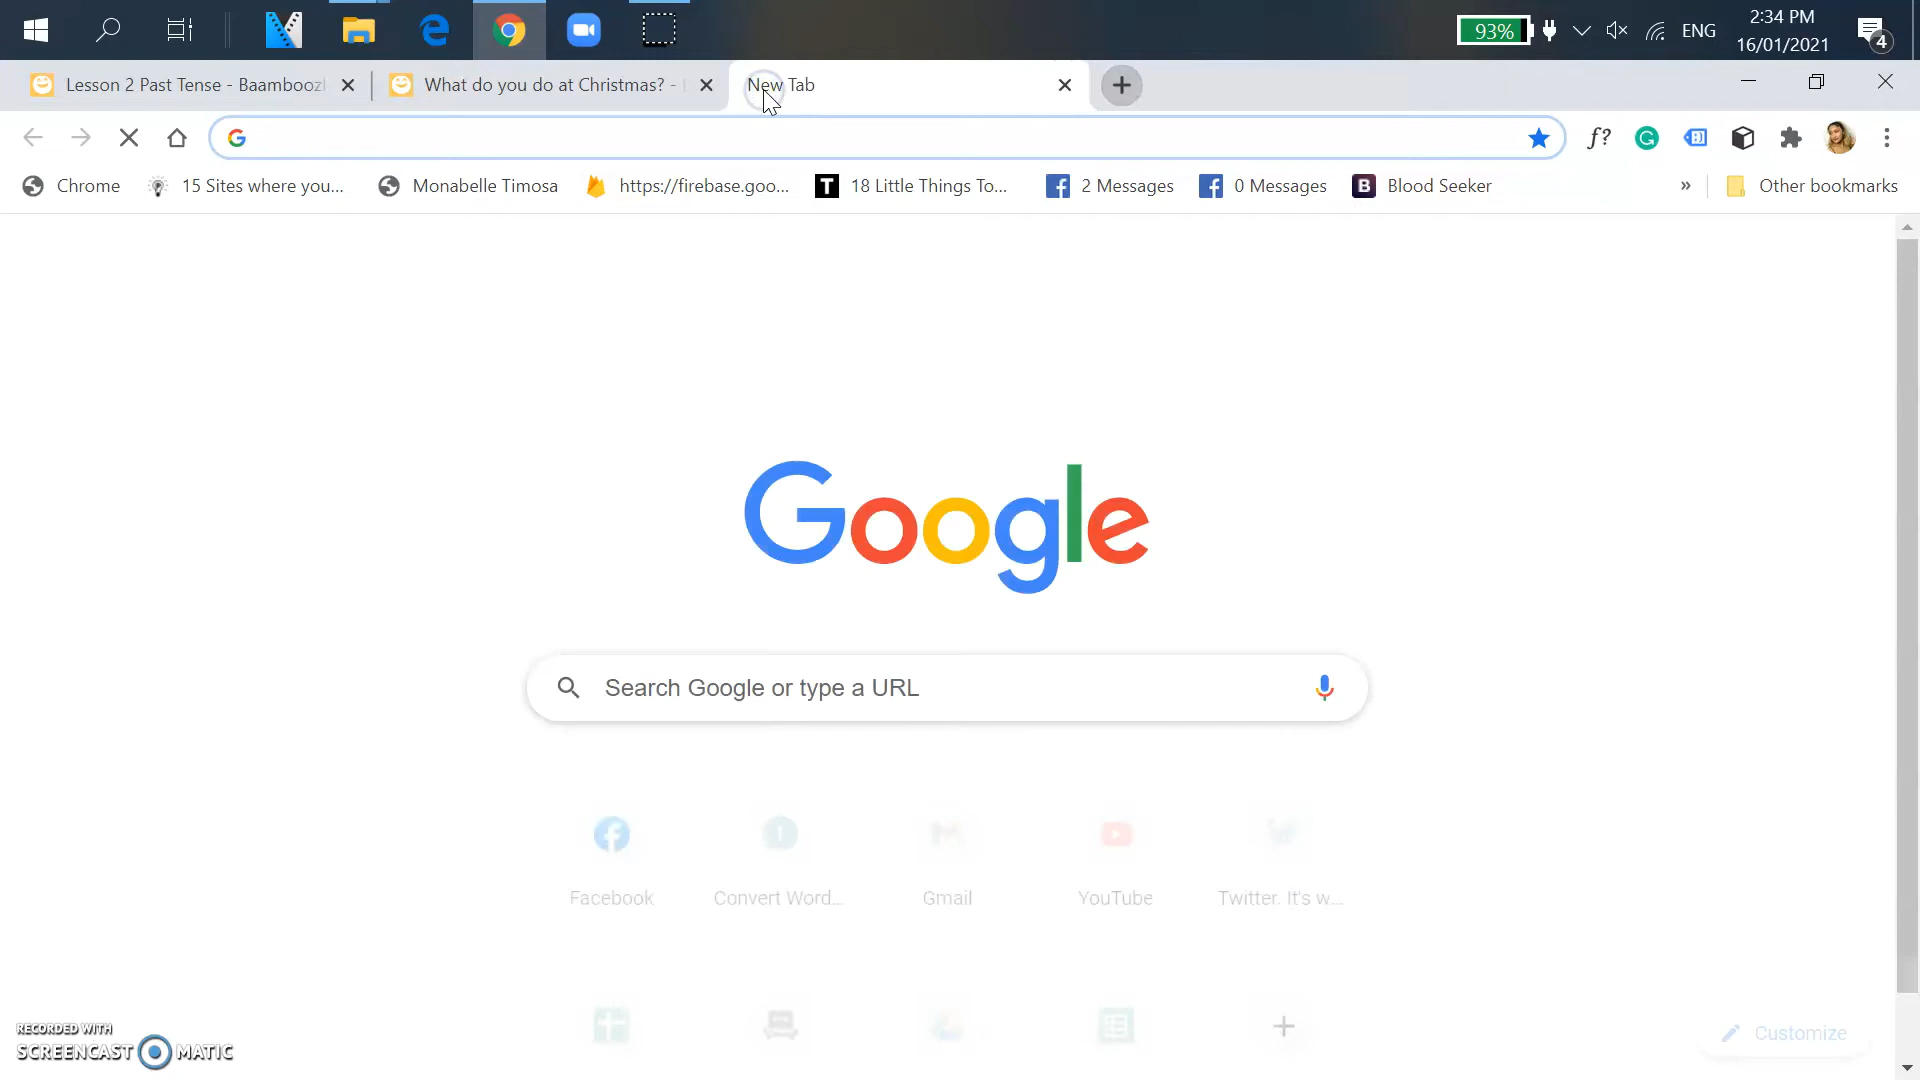 93%
ENG
2:34 PM
16/01/2021
4
Lesson 2 Past Tense - Baambooz
What do you do at Christmas? -
New Tab
G
f?
Chrome
15 Sites where you...
Monabelle Timosa
https://firebase.goo...
T
18 Little Things To...
2 Messages
0 Messages
B
Blood Seeker
»
Other bookmarks
Google
Search Google or type a URL
Facebook
Convert Word...
Gmail
YouTube
Twitter. It's w...
Customize
RECORDED WITH
SCREENCAST MATIC